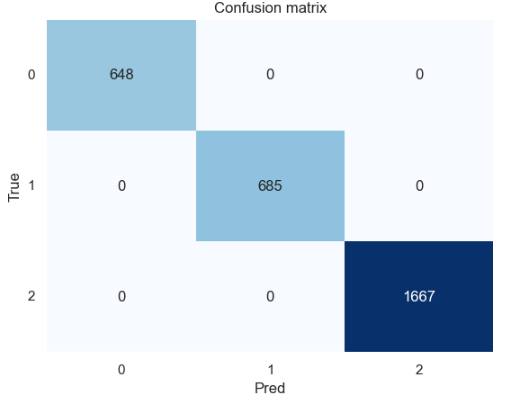 Confusion matrix
0 648 0 0
True 1 0 685 0
2 0 0 1667
0 1 2
Pred